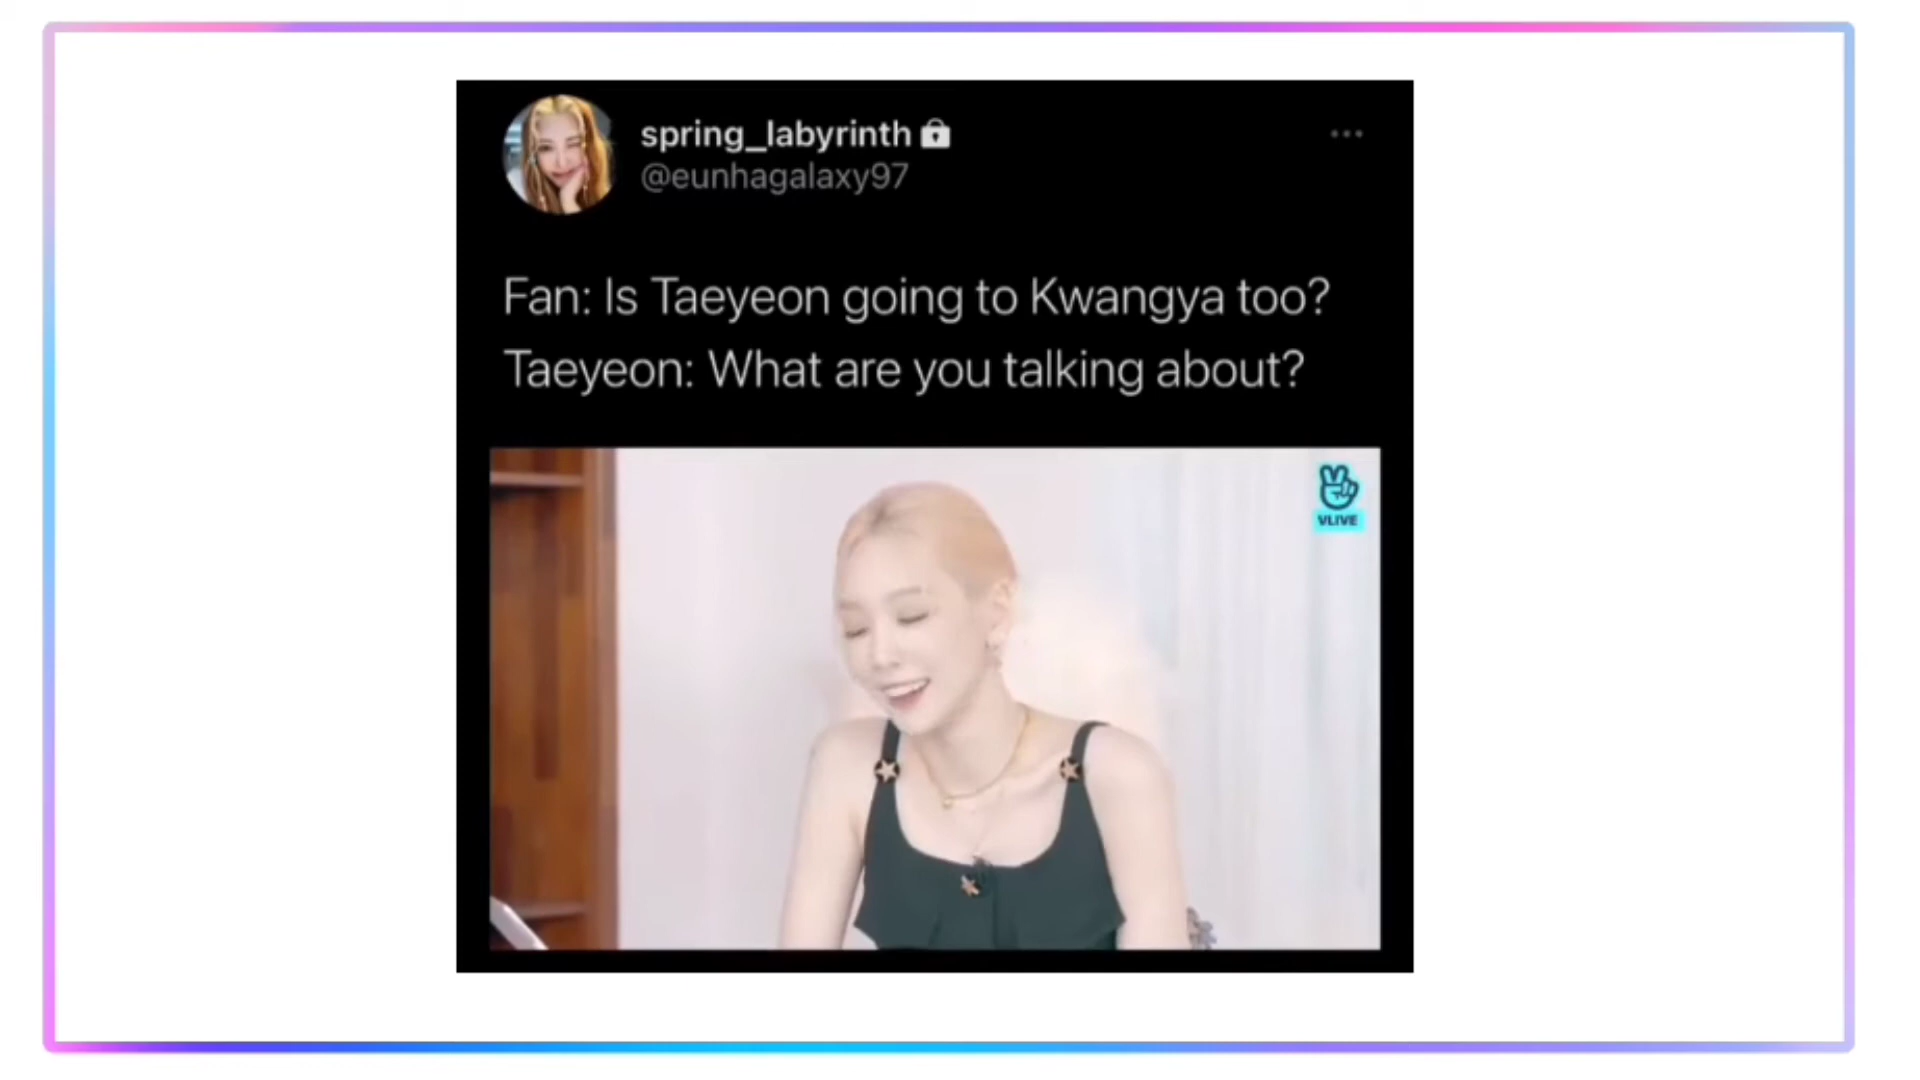 spring_labyrinth
@eunhagalaxy97
Fan: Is Taeyeon going to Kwangya too?
Taeyeon: What are you talking about?
VLIVE